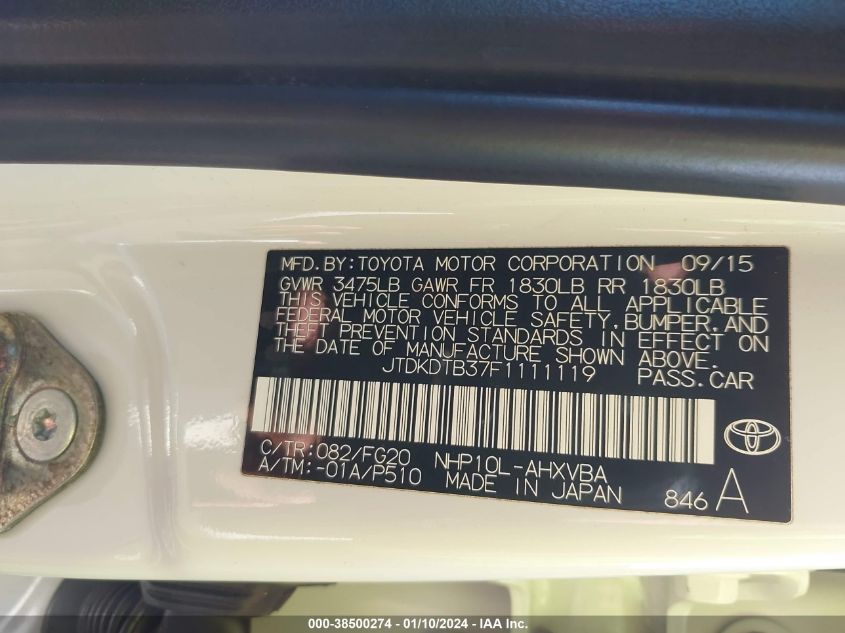 MFD.BY:TOYOTA MOTOR CORPORATION 09/15
GVWR 3475LB GAWR FR 1830LB RR 1830LB
THIS VEHICLE CONFORMS TO ALL APPLICABLE
FEDERAL MOTOR VEHICLE SAFETY,BUMPER,AND
THEFT PREVENTION STANDARDS IN EFFECT ON
THE DATE OF MANUFACTURE SHOWN ABOVE.
JTDKDTB37F1111119 PASS.CAR
C/TR:082/FG20 NHP10L-AHXVBA
A/TM:-01A/P510 MADE IN JAPAN 846 A
000-38500274 - 01/10/2024 - IAA Inc.